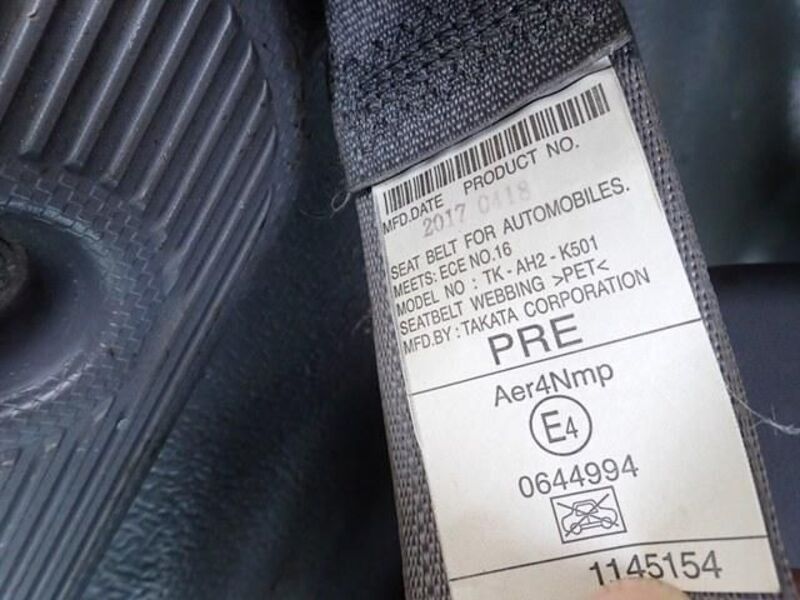 MFD.DATE PRODUCT NO.
2017 0418
SEAT BELT FOR AUTOMOBILES.
MEETS: ECE NO.16
MODEL NO : TK - AH2 - K501
SEATBELT WEBBING >PET<
MFD.BY : TAKATA CORPORATION
PRE
Aer4Nmp
E4
0644994
1145154